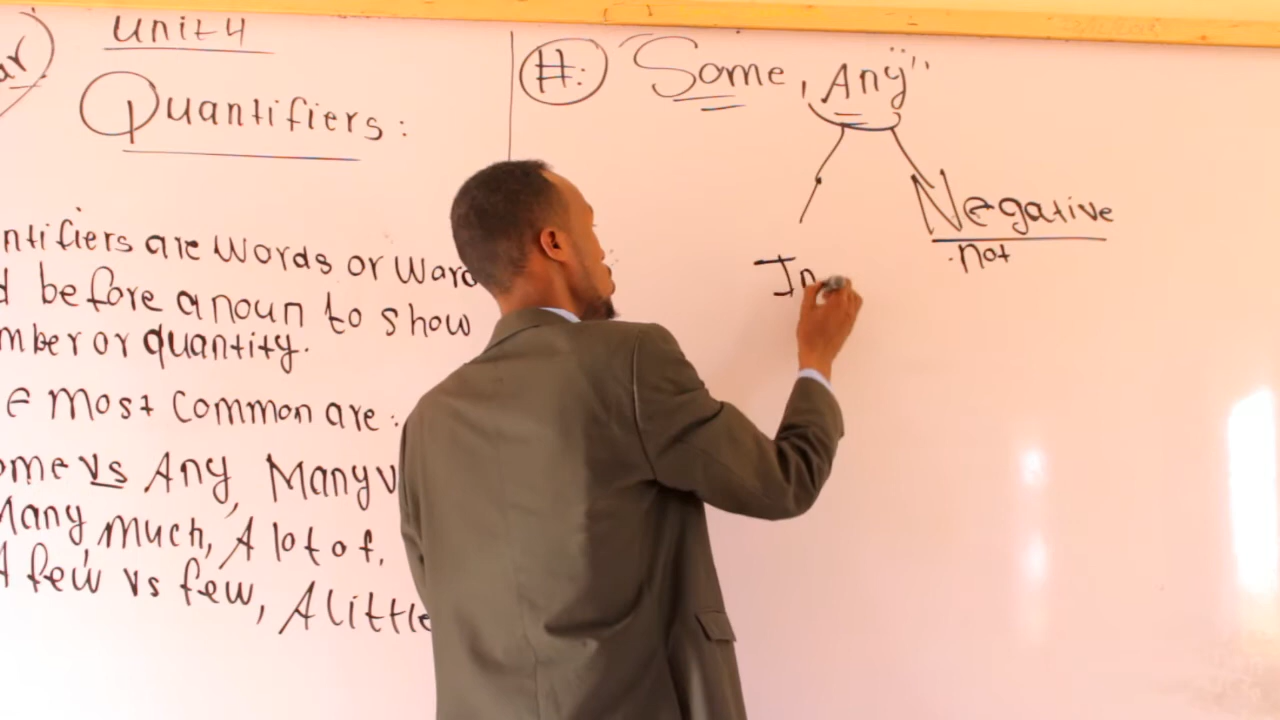 Unit 4
Quantifiers:
ntifiers are Words or Word
d before a noun to show
mber or quantity.
e most common are:
ome vs Any, Many v
Many, much, A lot of,
A few vs few, A little
#: "Some, Any"
Negative
not
In